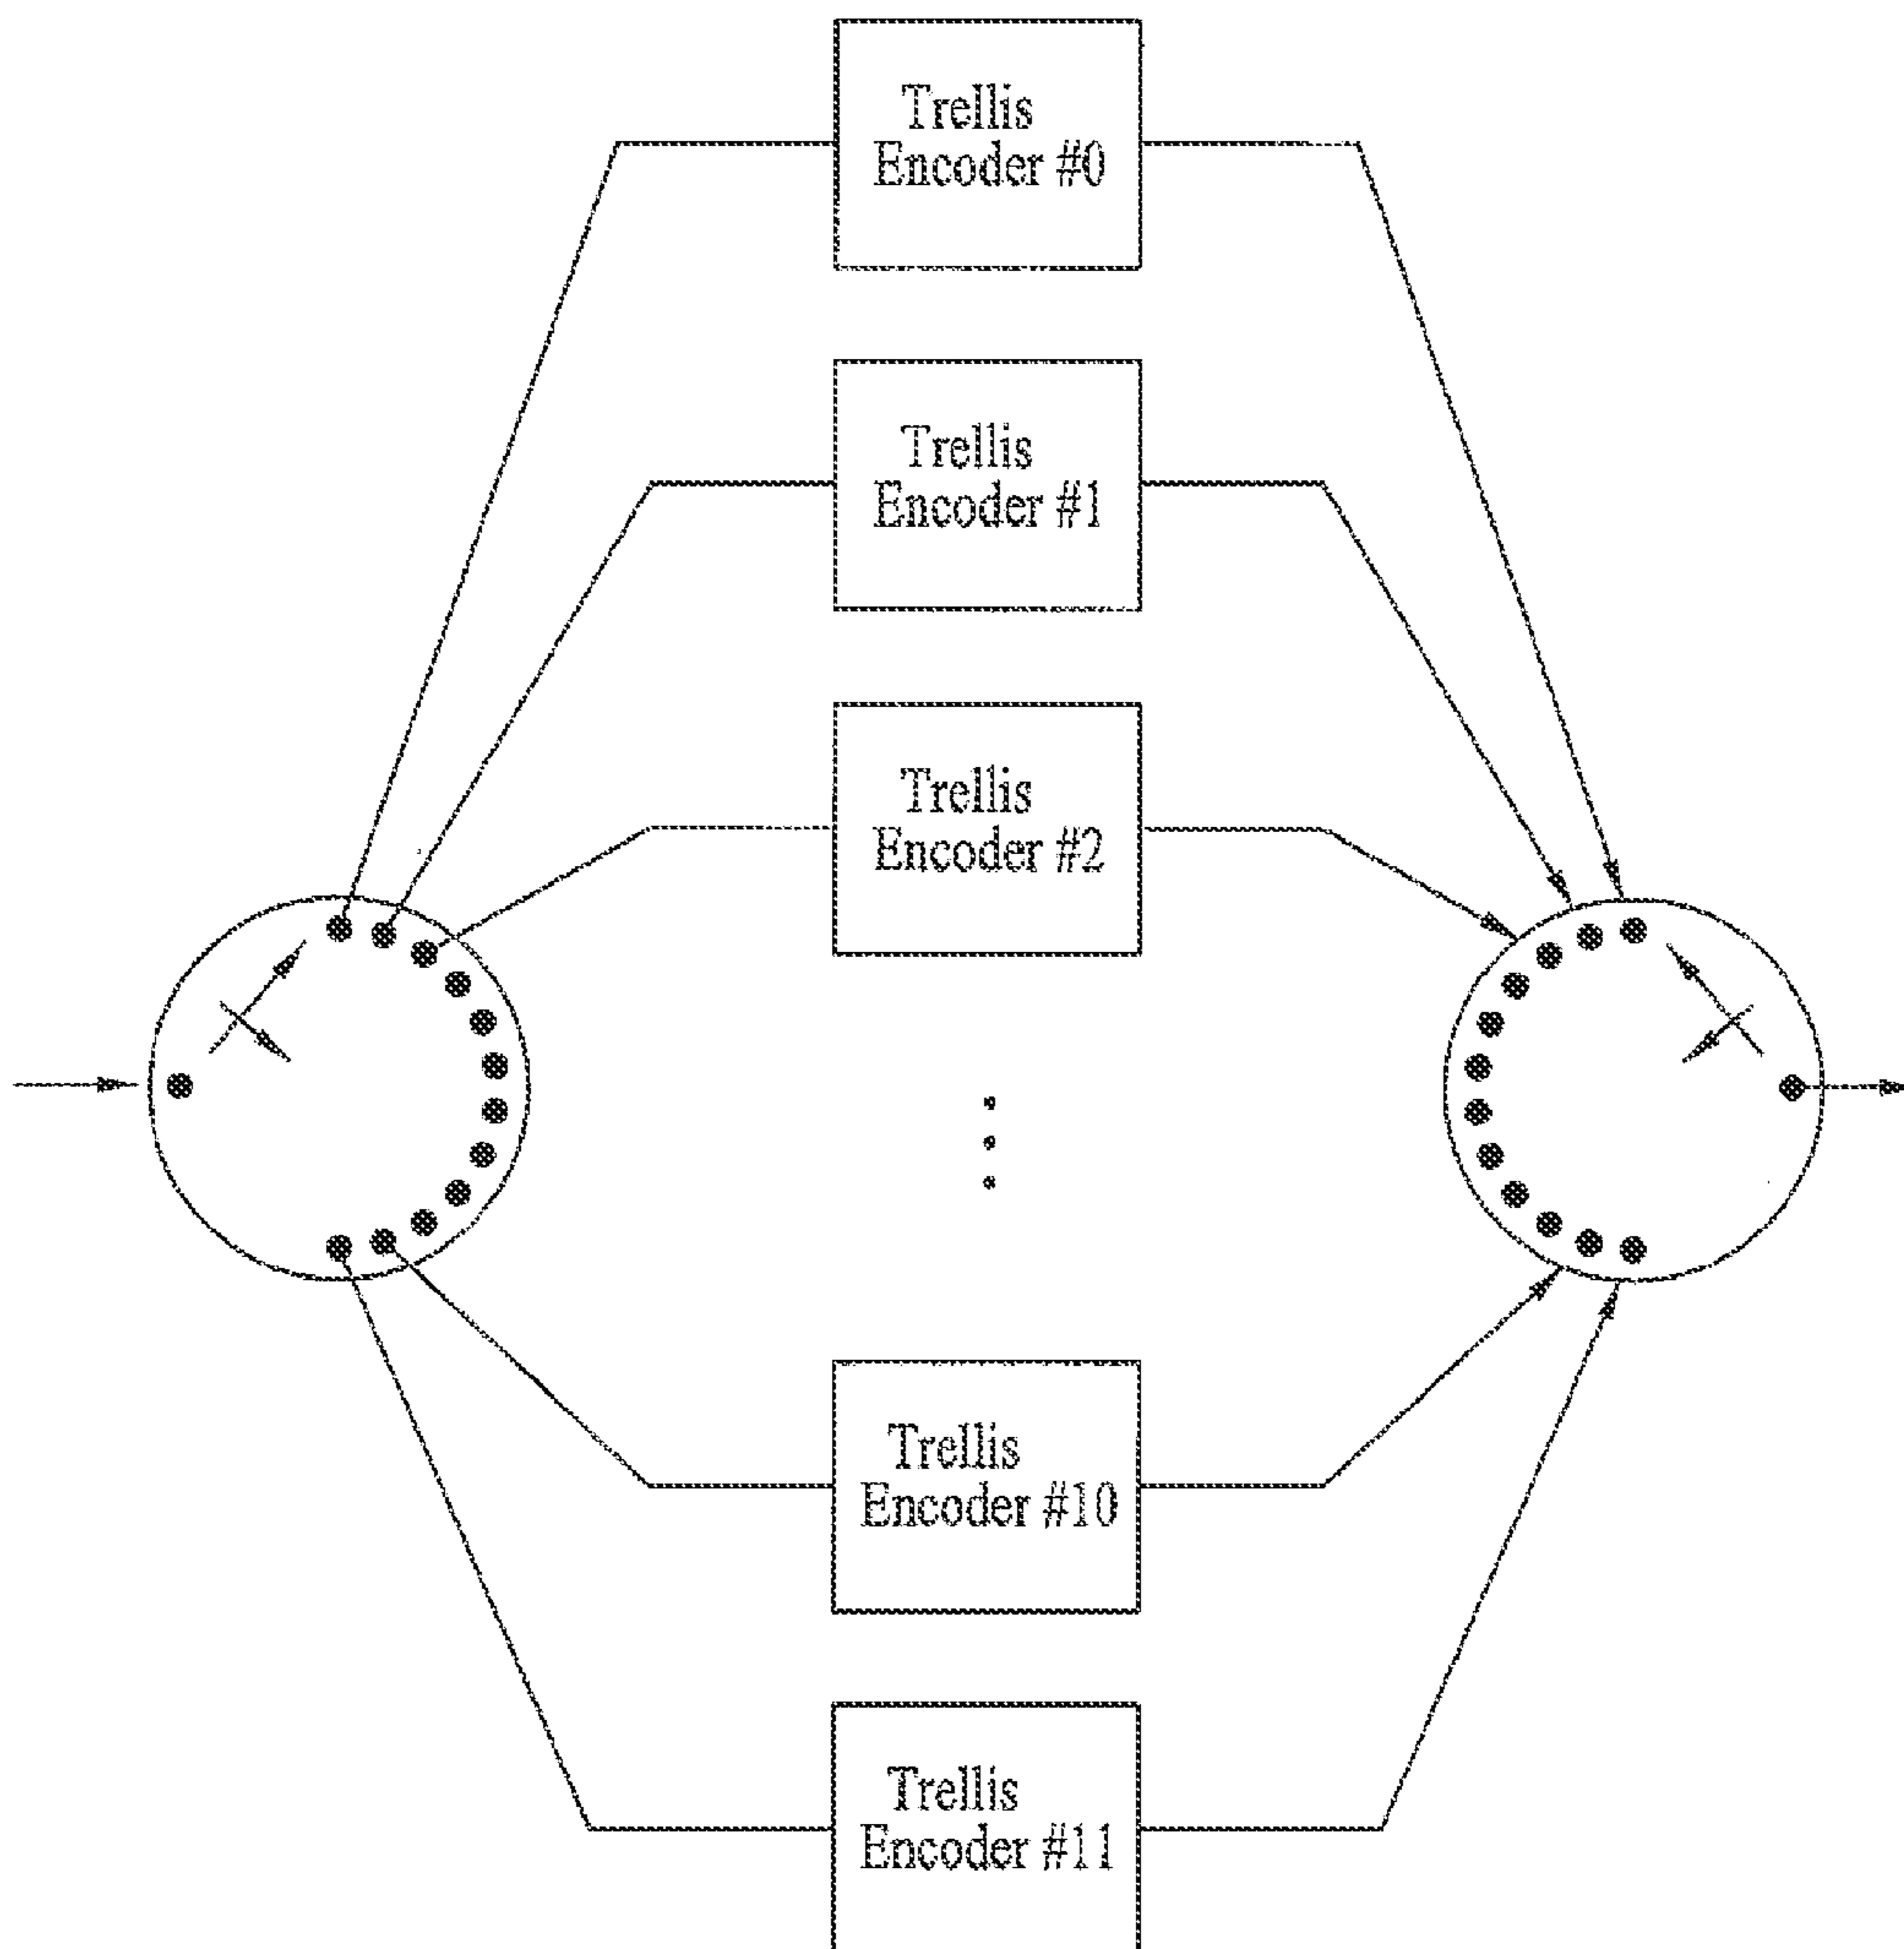 Trellis
Encoder #0
Trellis
Encoder #1
Trellis
Encoder #2
Trellis
Encoder #10
Trellis
Encoder #11